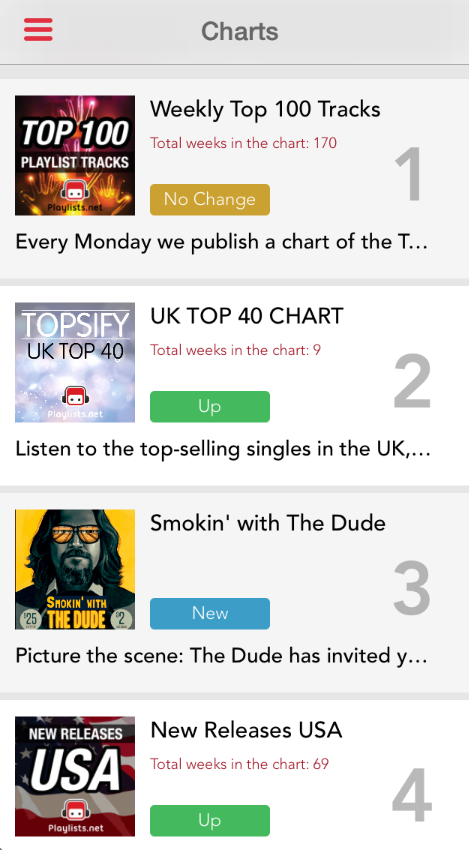 Charts
TOP 100
PLAYLIST TRACKS
Playlists.net
Weekly Top 100 Tracks
Total weeks in the chart: 170
No Change
1
Every Monday we publish a chart of the T...
TOPSIFY
UK TOP 40
Playlists.net
UK TOP 40 CHART
Total weeks in the chart: 9
Up
2
Listen to the top-selling singles in the UK,...
SMOKIN' WITH
THE DUDE
$25
$2
Smokin' with The Dude
New
3
Picture the scene: The Dude has invited y...
NEW RELEASES
USA
Playlists.net
New Releases USA
Total weeks in the chart: 69
Up
4